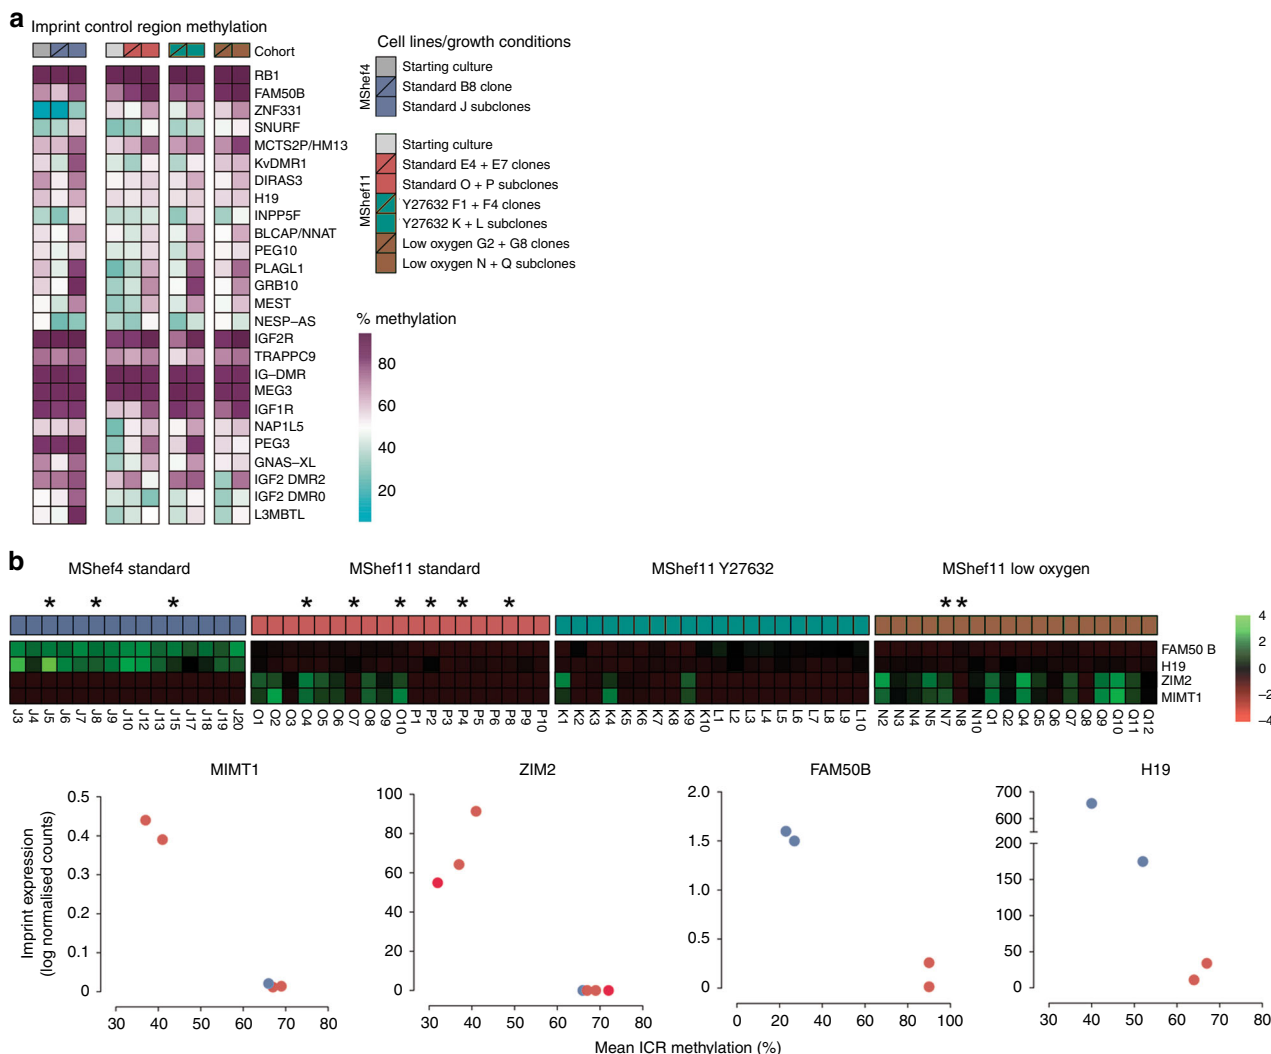 a
Imprint control region methylation
Cohort
RB1
FAM50B
ZNF331
SNURF
MCTS2P/HM13
KvDMR1
DIRAS3
H19
INPP5F
BLCAP/NNAT
PEG10
PLAGL1
GRB10
MEST
NESP–AS
IGF2R
TRAPPC9
IG–DMR
MEG3
IGF1R
NAP1L5
PEG3
GNAS–XL
IGF2 DMR2
IGF2 DMR0
L3MBTL
Cell lines/growth conditions
MShef4
Starting culture
Standard B8 clone
Standard J subclones
MShef11
Starting culture
Standard E4 + E7 clones
Standard O + P subclones
Y27632 F1 + F4 clones
Y27632 K + L subclones
Low oxygen G2 + G8 clones
Low oxygen N + Q subclones
% methylation
80
60
40
20
b
MShef4 standard
MShef11 standard
MShef11 Y27632
MShef11 low oxygen
* * * * * * * * * * *
FAM50 B
H19
ZIM2
MIMT1
4
2
0
–2
–4
J3 J4 J5 J6 J7 J8 J9 J10 J12 J13 J15 J17 J18 J19 J20
O1 O2 O3 O4 O5 O6 O7 O8 O9 O10 P1 P2 P3 P4 P5 P6 P8 P9 P10
K1 K2 K3 K4 K5 K6 K7 K8 K9 K10 L1 L2 L3 L4 L5 L6 L7 L8 L9 L10
N2 N3 N4 N5 N7 N8 N10 Q1 Q2 Q4 Q5 Q6 Q7 Q8 Q9 Q10 Q11 Q12
Imprint expression
(log normalised counts)
MIMT1
0.5
0.4
0.3
0.2
0.1
0
30 40 50 60 70 80
ZIM2
100
80
60
40
20
0
30 40 50 60 70 80
FAM50B
2.0
1.5
1.0
0.5
0
0 20 40 60 80 100
H19
700
600
200
150
50
0
30 40 50 60 70 80
Mean ICR methylation (%)